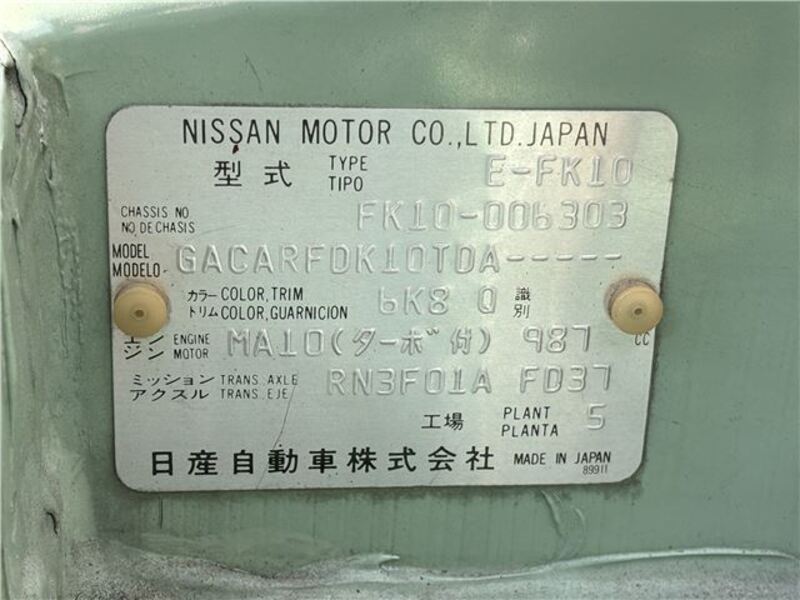 NISSAN MOTOR CO.,LTD.JAPAN
型式 TYPE TIPO E-FK10
CHASSIS NO NO, DE CHASIS FK10-006303
MODEL MODELO GACARFDK10TDA-----
カラー COLOR, TRIM トリム COLOR, GUARNICION 6K8 Q 識別
エンジン ENGINE MOTOR MA10(ターボ付) 987 CC
ミッション TRANS. AXLE アクスル TRANS. EJE RN3F01A FD37
工場 PLANT PLANTA 5
日産自動車株式会社 MADE IN JAPAN
89911